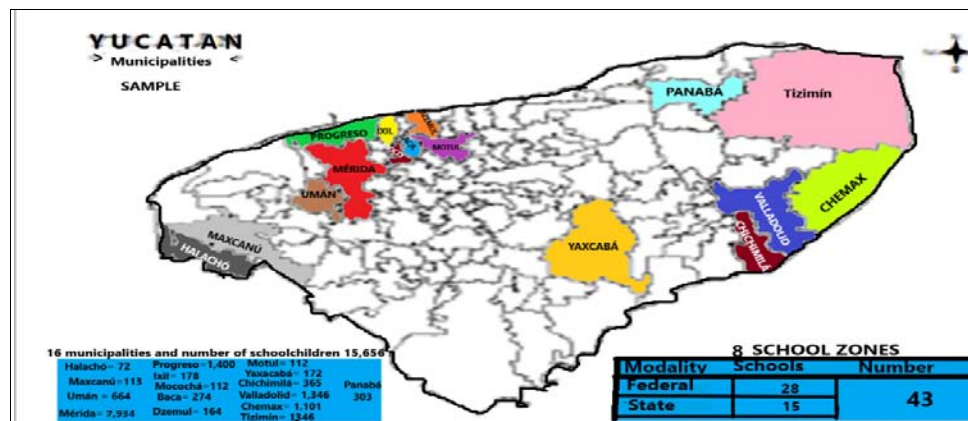 YUCATAN
Municipalities
SAMPLE
PANABÁ
Tizimín
PROGRESO
IXIL
MOTUL
MÉRIDA
UMÁN
CHEMAX
VALLADOLID
CHICHIMILÁ
YAXCABÁ
MAXCANÚ
HALACHÓ
16 municipalities and number of schoolchildren 15,656
Halachó= 72
Maxcanú=113
Umán = 664
Mérida = 7,934
Progreso=1,400
Ixil = 178
Mocochá=112
Baca= 274
Dzemul= 164
Motul= 112
Yaxacabá= 172
Chichimilá= 365
Valladolid= 1,346
Chemax= 1,101
Tizimín= 1346
Panabá
303
8 SCHOOL ZONES
Modality Schools Number
Federal 28
State 15
43